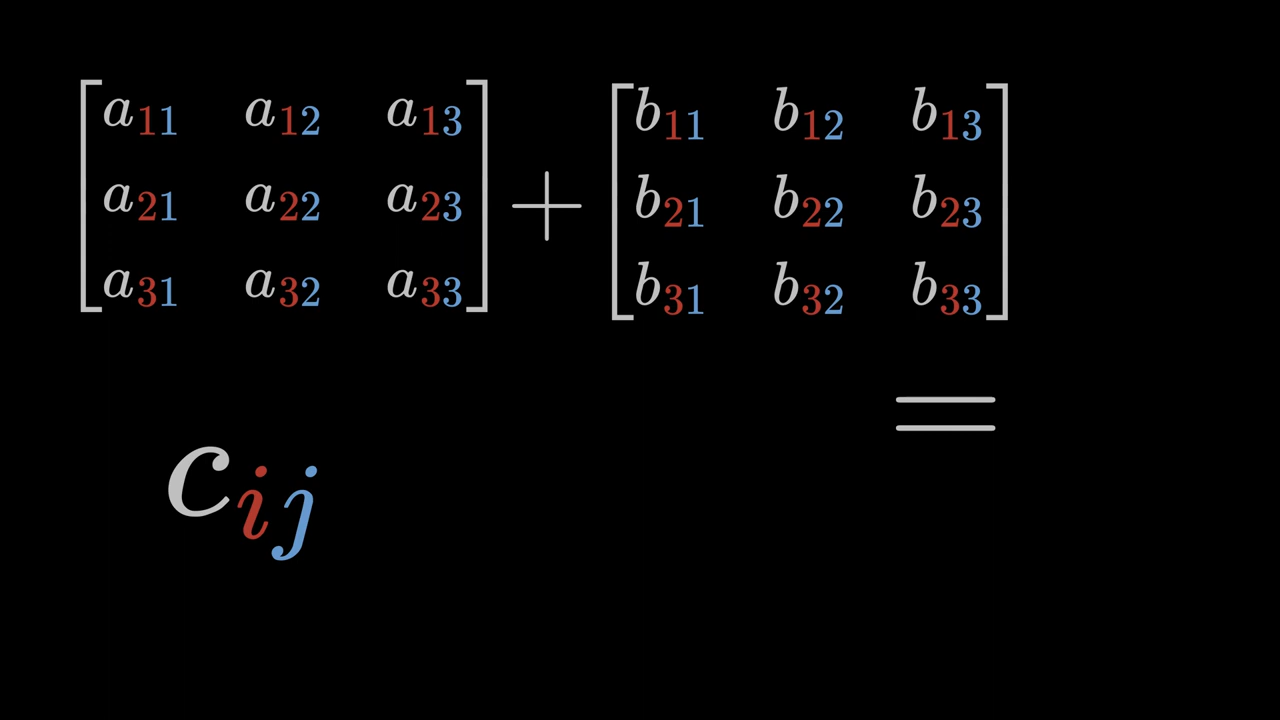 a11 a12 a13 b11 b12 b13
a21 a22 a23 + b21 b22 b23
a31 a32 a33 b31 b32 b33
=
cij